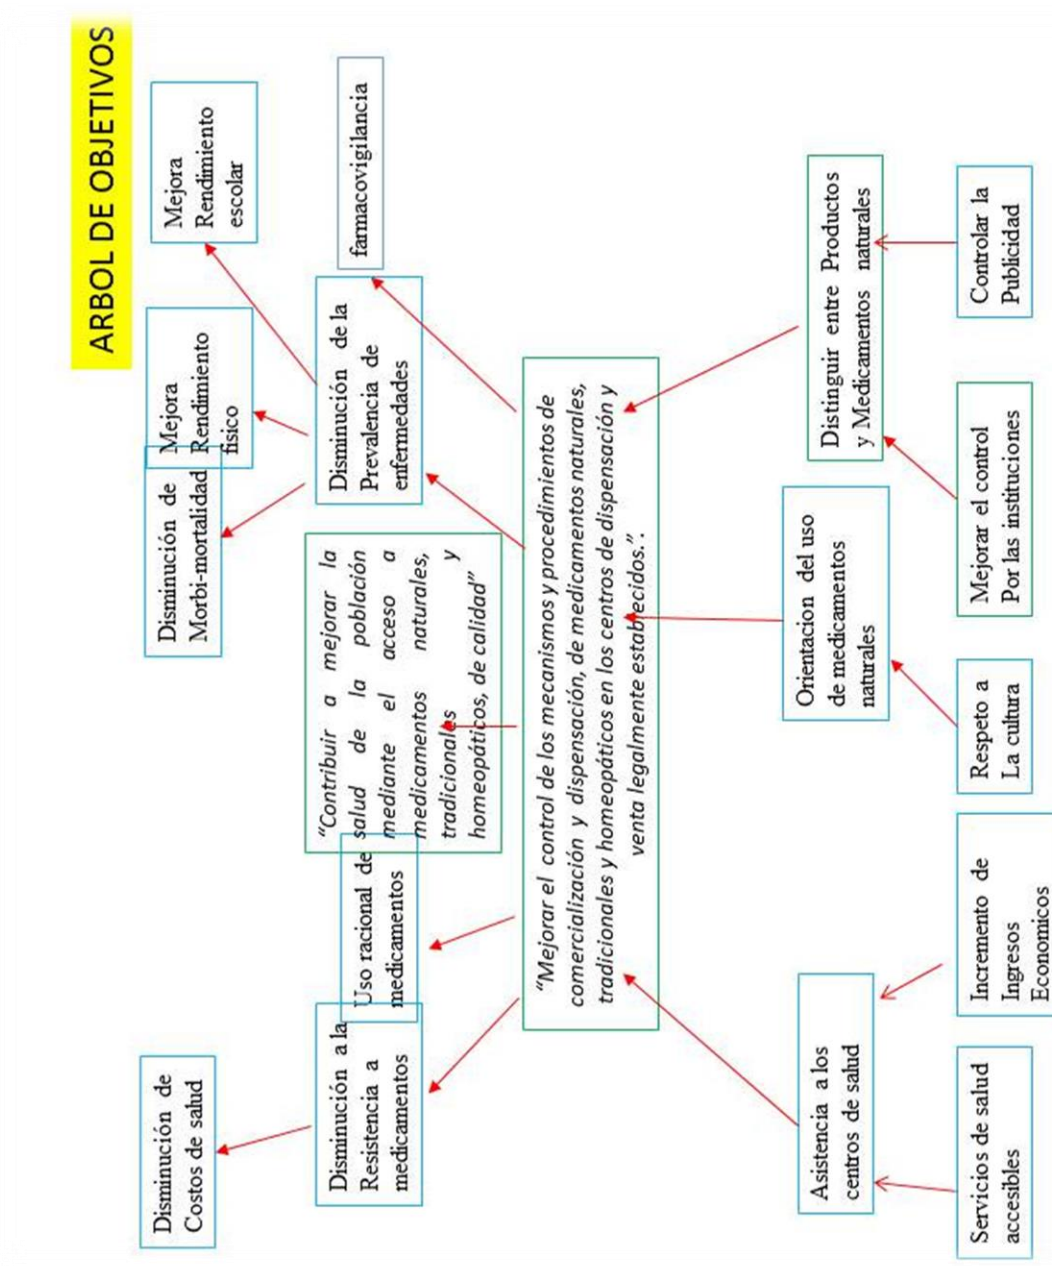 ARBOL DE OBJETIVOS
Disminución de
Costos de salud
Disminución de
Morbi-mortalidad
Mejora
Rendimiento
físico
Mejora
Rendimiento
escolar
Disminución a la
Resistencia a
medicamentos
Uso racional de
medicamentos
“Contribuir a mejorar la
salud de la población
mediante el acceso a
medicamentos naturales,
tradicionales y
homeopáticos, de calidad”
Disminución de la
Prevalencia de
enfermedades
farmacovigilancia
“Mejorar el control de los mecanismos y procedimientos de
comercialización y dispensación, de medicamentos naturales,
tradicionales y homeopáticos en los centros de dispensación y
venta legalmente establecidos.”.
Asistencia a los
centros de salud
Orientacion del uso
de medicamentos
naturales
Distinguir entre Productos
y Medicamentos naturales
Servicios de salud
accesibles
Incremento de
Ingresos
Economicos
Respeto a
La cultura
Mejorar el control
Por las instituciones
Controlar la
Publicidad